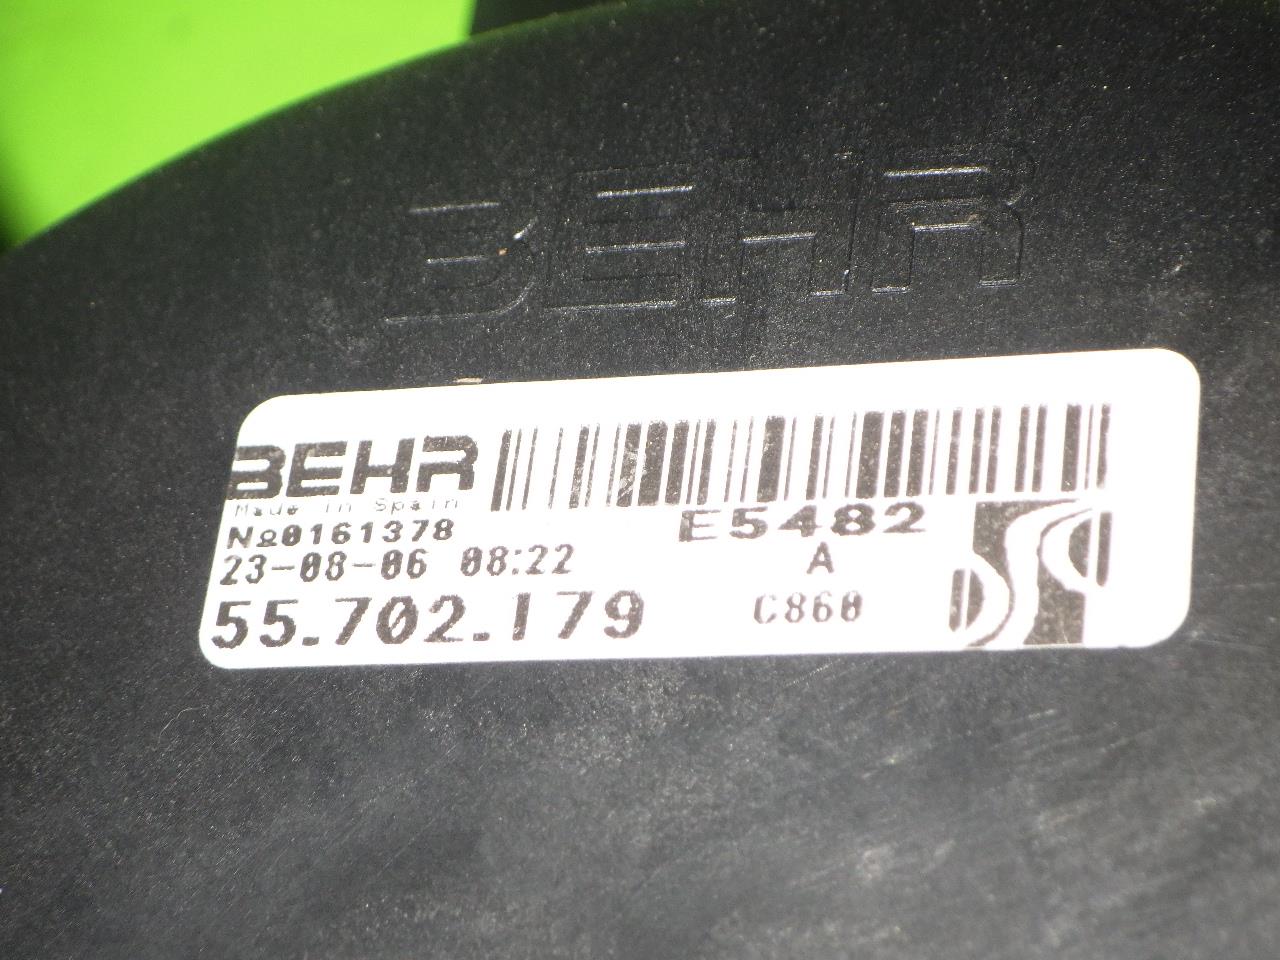 BEHR
BEHR
Made in Spain
№0161378
E5482
23-08-06 08:22
A
55.702.179
C860